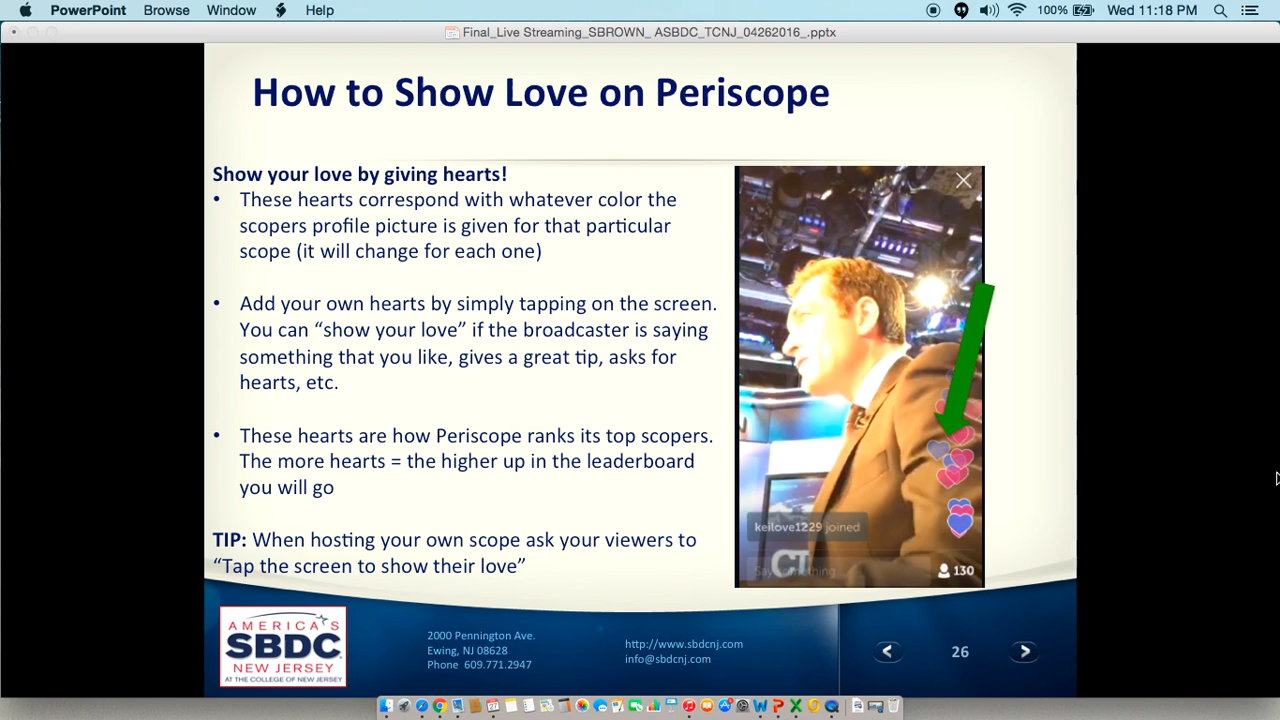 PowerPoint Browse Window Help 100% Wed 11:18 PM
Final_Live Streaming_SBROWN_ ASBDC_TCNJ_04262016_.pptx
How to Show Love on Periscope
Show your love by giving hearts!
• These hearts correspond with whatever color the
scopers profile picture is given for that particular
scope (it will change for each one)
• Add your own hearts by simply tapping on the screen.
You can “show your love” if the broadcaster is saying
something that you like, gives a great tip, asks for
hearts, etc.
• These hearts are how Periscope ranks its top scopers.
The more hearts = the higher up in the leaderboard
you will go
TIP: When hosting your own scope ask your viewers to
“Tap the screen to show their love”
keilove1229 joined
CT
Say something
130
AMERICA'S
SBDC
NEW JERSEY
AT THE COLLEGE OF NEW JERSEY
2000 Pennington Ave.
Ewing, NJ 08628
Phone 609.771.2947
http://www.sbdcnj.com
info@sbdcnj.com
< 26 >